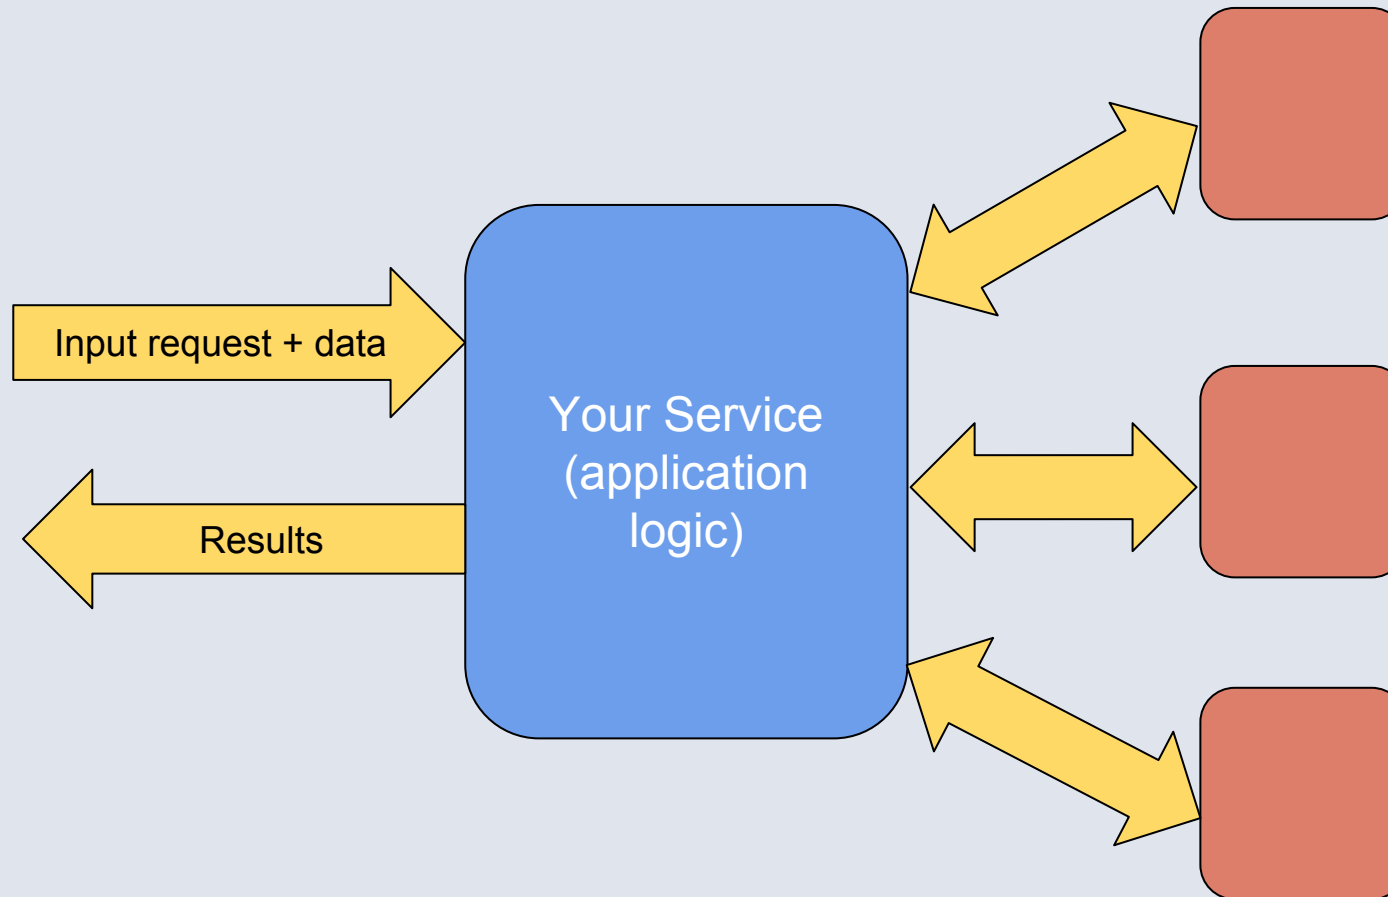 Input request + data
Your Service
(application
logic)
Results